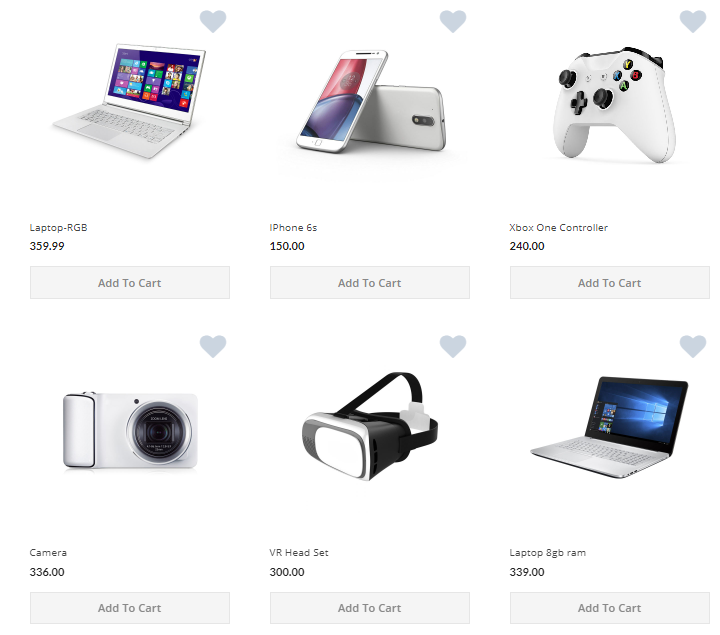 Laptop-RGB
359.99
Add To Cart
IPhone 6s
150.00
Add To Cart
Xbox One Controller
240.00
Add To Cart
Camera
336.00
Add To Cart
VR Head Set
300.00
Add To Cart
Laptop 8gb ram
339.00
Add To Cart
Y
X
B
A